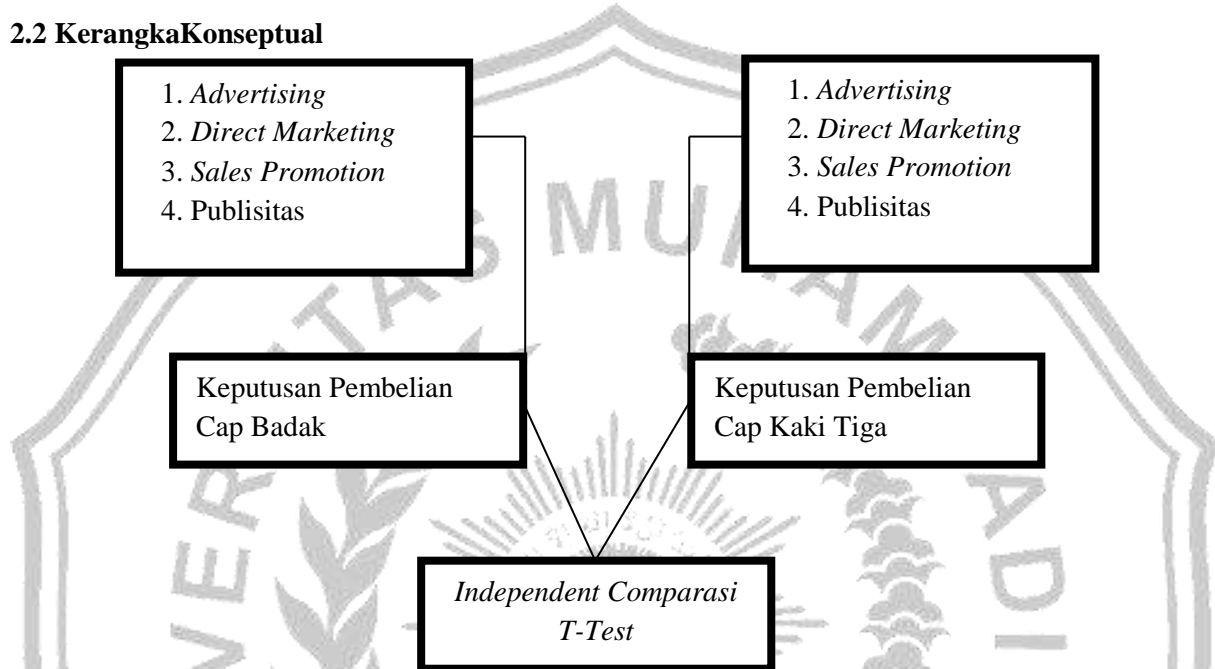 2.2 KerangkaKonseptual
1. Advertising
2. Direct Marketing
3. Sales Promotion
4. Publisitas
1. Advertising
2. Direct Marketing
3. Sales Promotion
4. Publisitas
Keputusan Pembelian
Cap Badak
Keputusan Pembelian
Cap Kaki Tiga
Independent Comparasi
T-Test